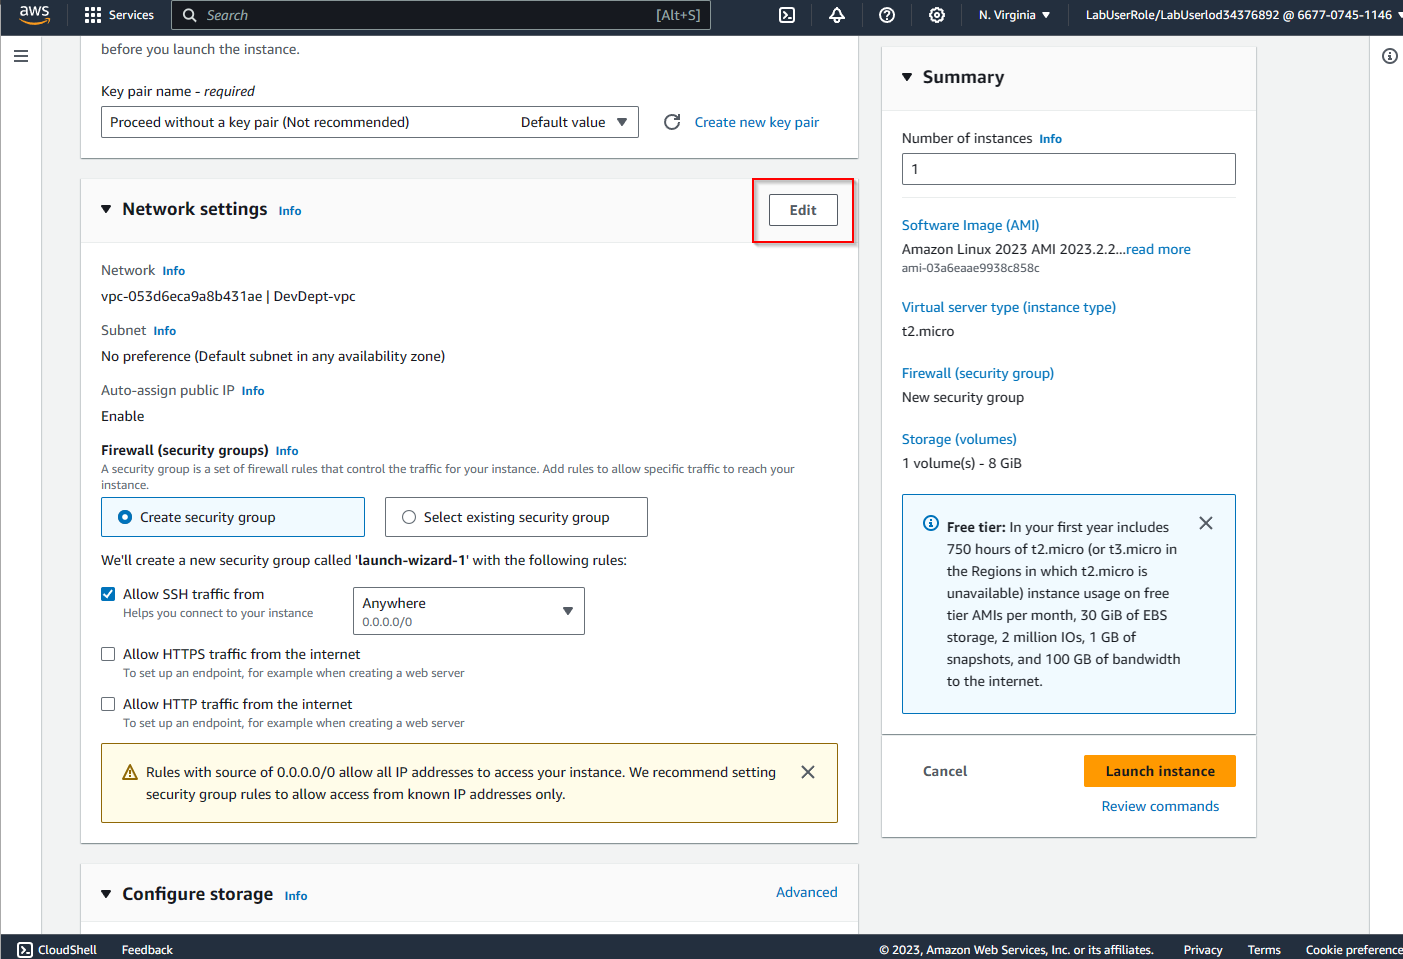 aws
Services
Search
[Alt+S]
N. Virginia
LabUserRole/LabUserlod34376892 @ 6677-0745-1146
before you launch the instance.
Key pair name - required
Proceed without a key pair (Not recommended)
Default value
Create new key pair
Network settings Info
Edit
Network Info
vpc-053d6eca9a8b431ae | DevDept-vpc
Subnet Info
No preference (Default subnet in any availability zone)
Auto-assign public IP Info
Enable
Firewall (security groups) Info
A security group is a set of firewall rules that control the traffic for your instance. Add rules to allow specific traffic to reach your
instance.
Create security group
Select existing security group
We'll create a new security group called 'launch-wizard-1' with the following rules:
Allow SSH traffic from
Helps you connect to your instance
Anywhere
0.0.0.0/0
Allow HTTPS traffic from the internet
To set up an endpoint, for example when creating a web server
Allow HTTP traffic from the internet
To set up an endpoint, for example when creating a web server
Rules with source of 0.0.0.0/0 allow all IP addresses to access your instance. We recommend setting
security group rules to allow access from known IP addresses only.
Configure storage Info
Advanced
Summary
Number of instances Info
1
Software Image (AMI)
Amazon Linux 2023 AMI 2023.2.2...read more
ami-03a6eaae9938c858c
Virtual server type (instance type)
t2.micro
Firewall (security group)
New security group
Storage (volumes)
1 volume(s) - 8 GiB
Free tier: In your first year includes
750 hours of t2.micro (or t3.micro in
the Regions in which t2.micro is
unavailable) instance usage on free
tier AMIs per month, 30 GiB of EBS
storage, 2 million IOs, 1 GB of
snapshots, and 100 GB of bandwidth
to the internet.
Cancel
Launch instance
Review commands
CloudShell
Feedback
© 2023, Amazon Web Services, Inc. or its affiliates.
Privacy
Terms
Cookie preference